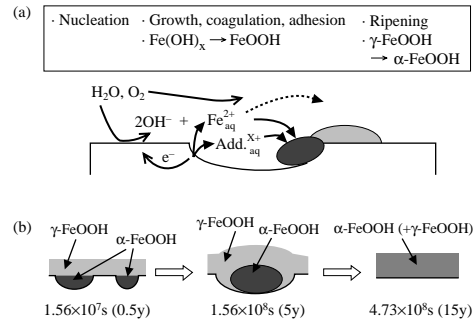 (a)
· Nucleation · Growth, coagulation, adhesion · Ripening
· Fe(OH)ₓ → FeOOH · γ-FeOOH
→ α-FeOOH
H₂O, O₂
2OH⁻ + Fe²⁺aq
Add.ˣ⁺aq
e⁻
(b)
γ-FeOOH α-FeOOH γ-FeOOH α-FeOOH α-FeOOH (+γ-FeOOH)
1.56×10⁷s (0.5y) 1.56×10⁸s (5y) 4.73×10⁸s (15y)